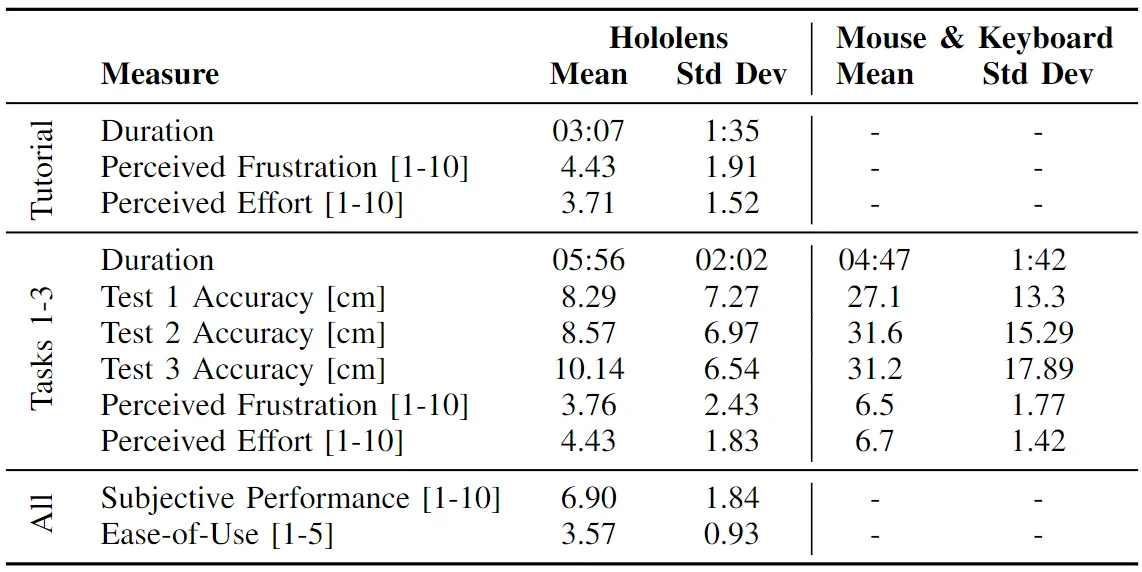 Hololens Mouse & Keyboard
Measure Mean Std Dev Mean Std Dev
Tutorial
Duration 03:07 1:35 - -
Perceived Frustration [1-10] 4.43 1.91 - -
Perceived Effort [1-10] 3.71 1.52 - -
Tasks 1-3
Duration 05:56 02:02 04:47 1:42
Test 1 Accuracy [cm] 8.29 7.27 27.1 13.3
Test 2 Accuracy [cm] 8.57 6.97 31.6 15.29
Test 3 Accuracy [cm] 10.14 6.54 31.2 17.89
Perceived Frustration [1-10] 3.76 2.43 6.5 1.77
Perceived Effort [1-10] 4.43 1.83 6.7 1.42
All
Subjective Performance [1-10] 6.90 1.84 - -
Ease-of-Use [1-5] 3.57 0.93 - -